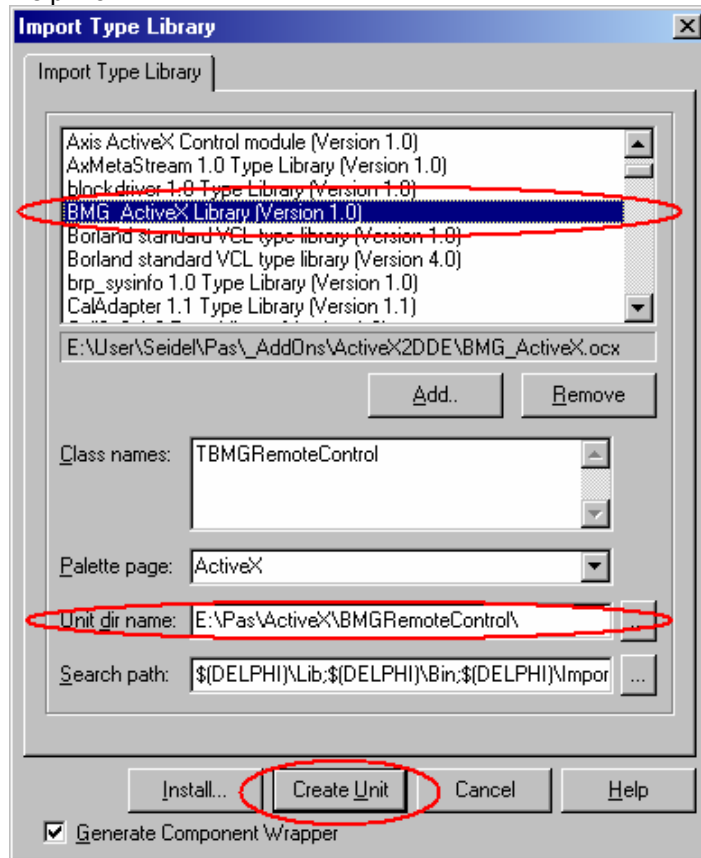 Import Type Library
Import Type Library
Axis ActiveX Control module (Version 1.0)
AxMetaStream 1.0 Type Library (Version 1.0)
blockdriver 1.0 Type Library (Version 1.0)
BMG_ActiveX Library (Version 1.0)
Borland standard VCL type library (Version 1.0)
Borland standard VCL type library (Version 4.0)
brp_sysinfo 1.0 Type Library (Version 1.0)
CalAdapter 1.1 Type Library (Version 1.1)
E:\User\Seidel\Pas\_AddOns\ActiveX2DDE\BMG_ActiveX.ocx
Add.. Remove
Class names: TBMGRemoteControl
Palette page: ActiveX
Unit dir name: E:\Pas\ActiveX\BMGRemoteControl\ ...
Search path: $(DELPHI)\Lib;$(DELPHI)\Bin;$(DELPHI)\Impor ...
Install... Create Unit Cancel Help
Generate Component Wrapper